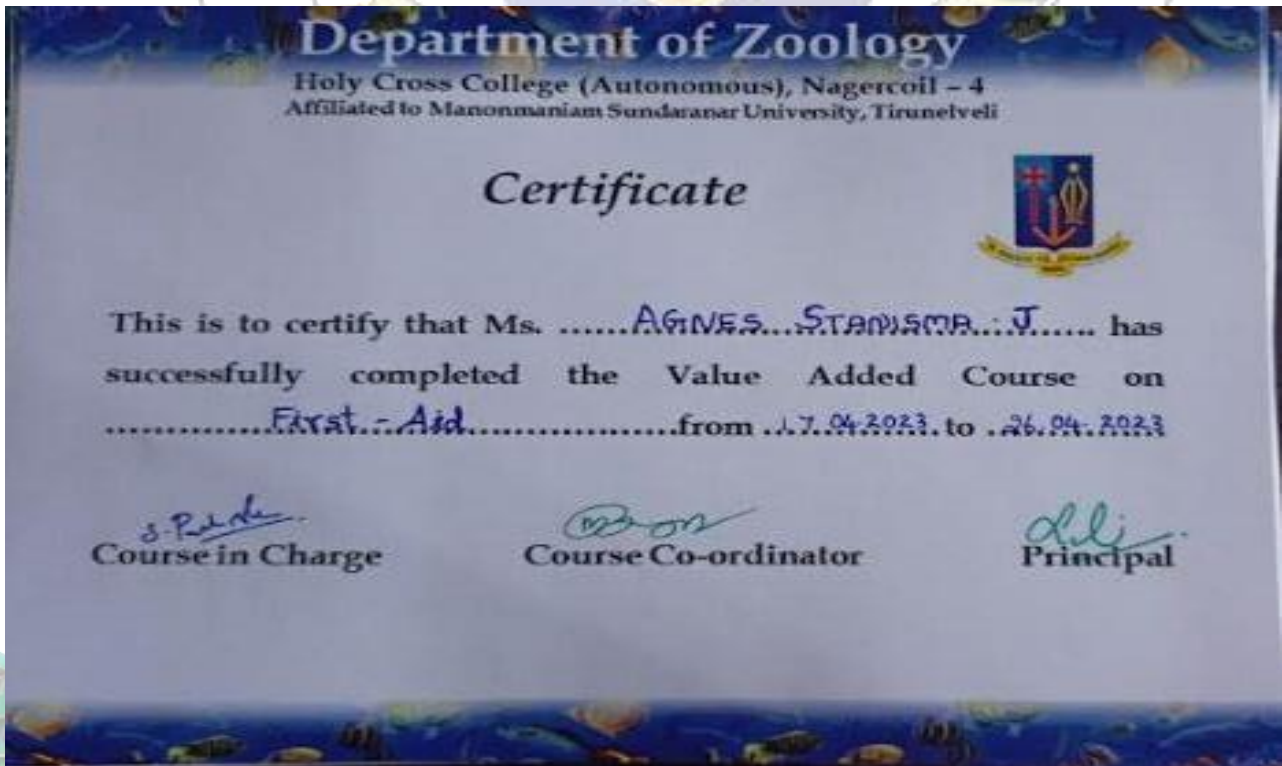 Department of Zoology
Holy Cross College (Autonomous), Nagercoil – 4
Affiliated to Manonmaniam Sundaranar University, Tirunelveli
Certificate
This is to certify that Ms. ......AGNES....STANISMA...J....... has
successfully completed the Value Added Course on
..............First - Aid....................from ..17.04.2023. to ..26.04.2023
Course in Charge Course Co-ordinator Principal